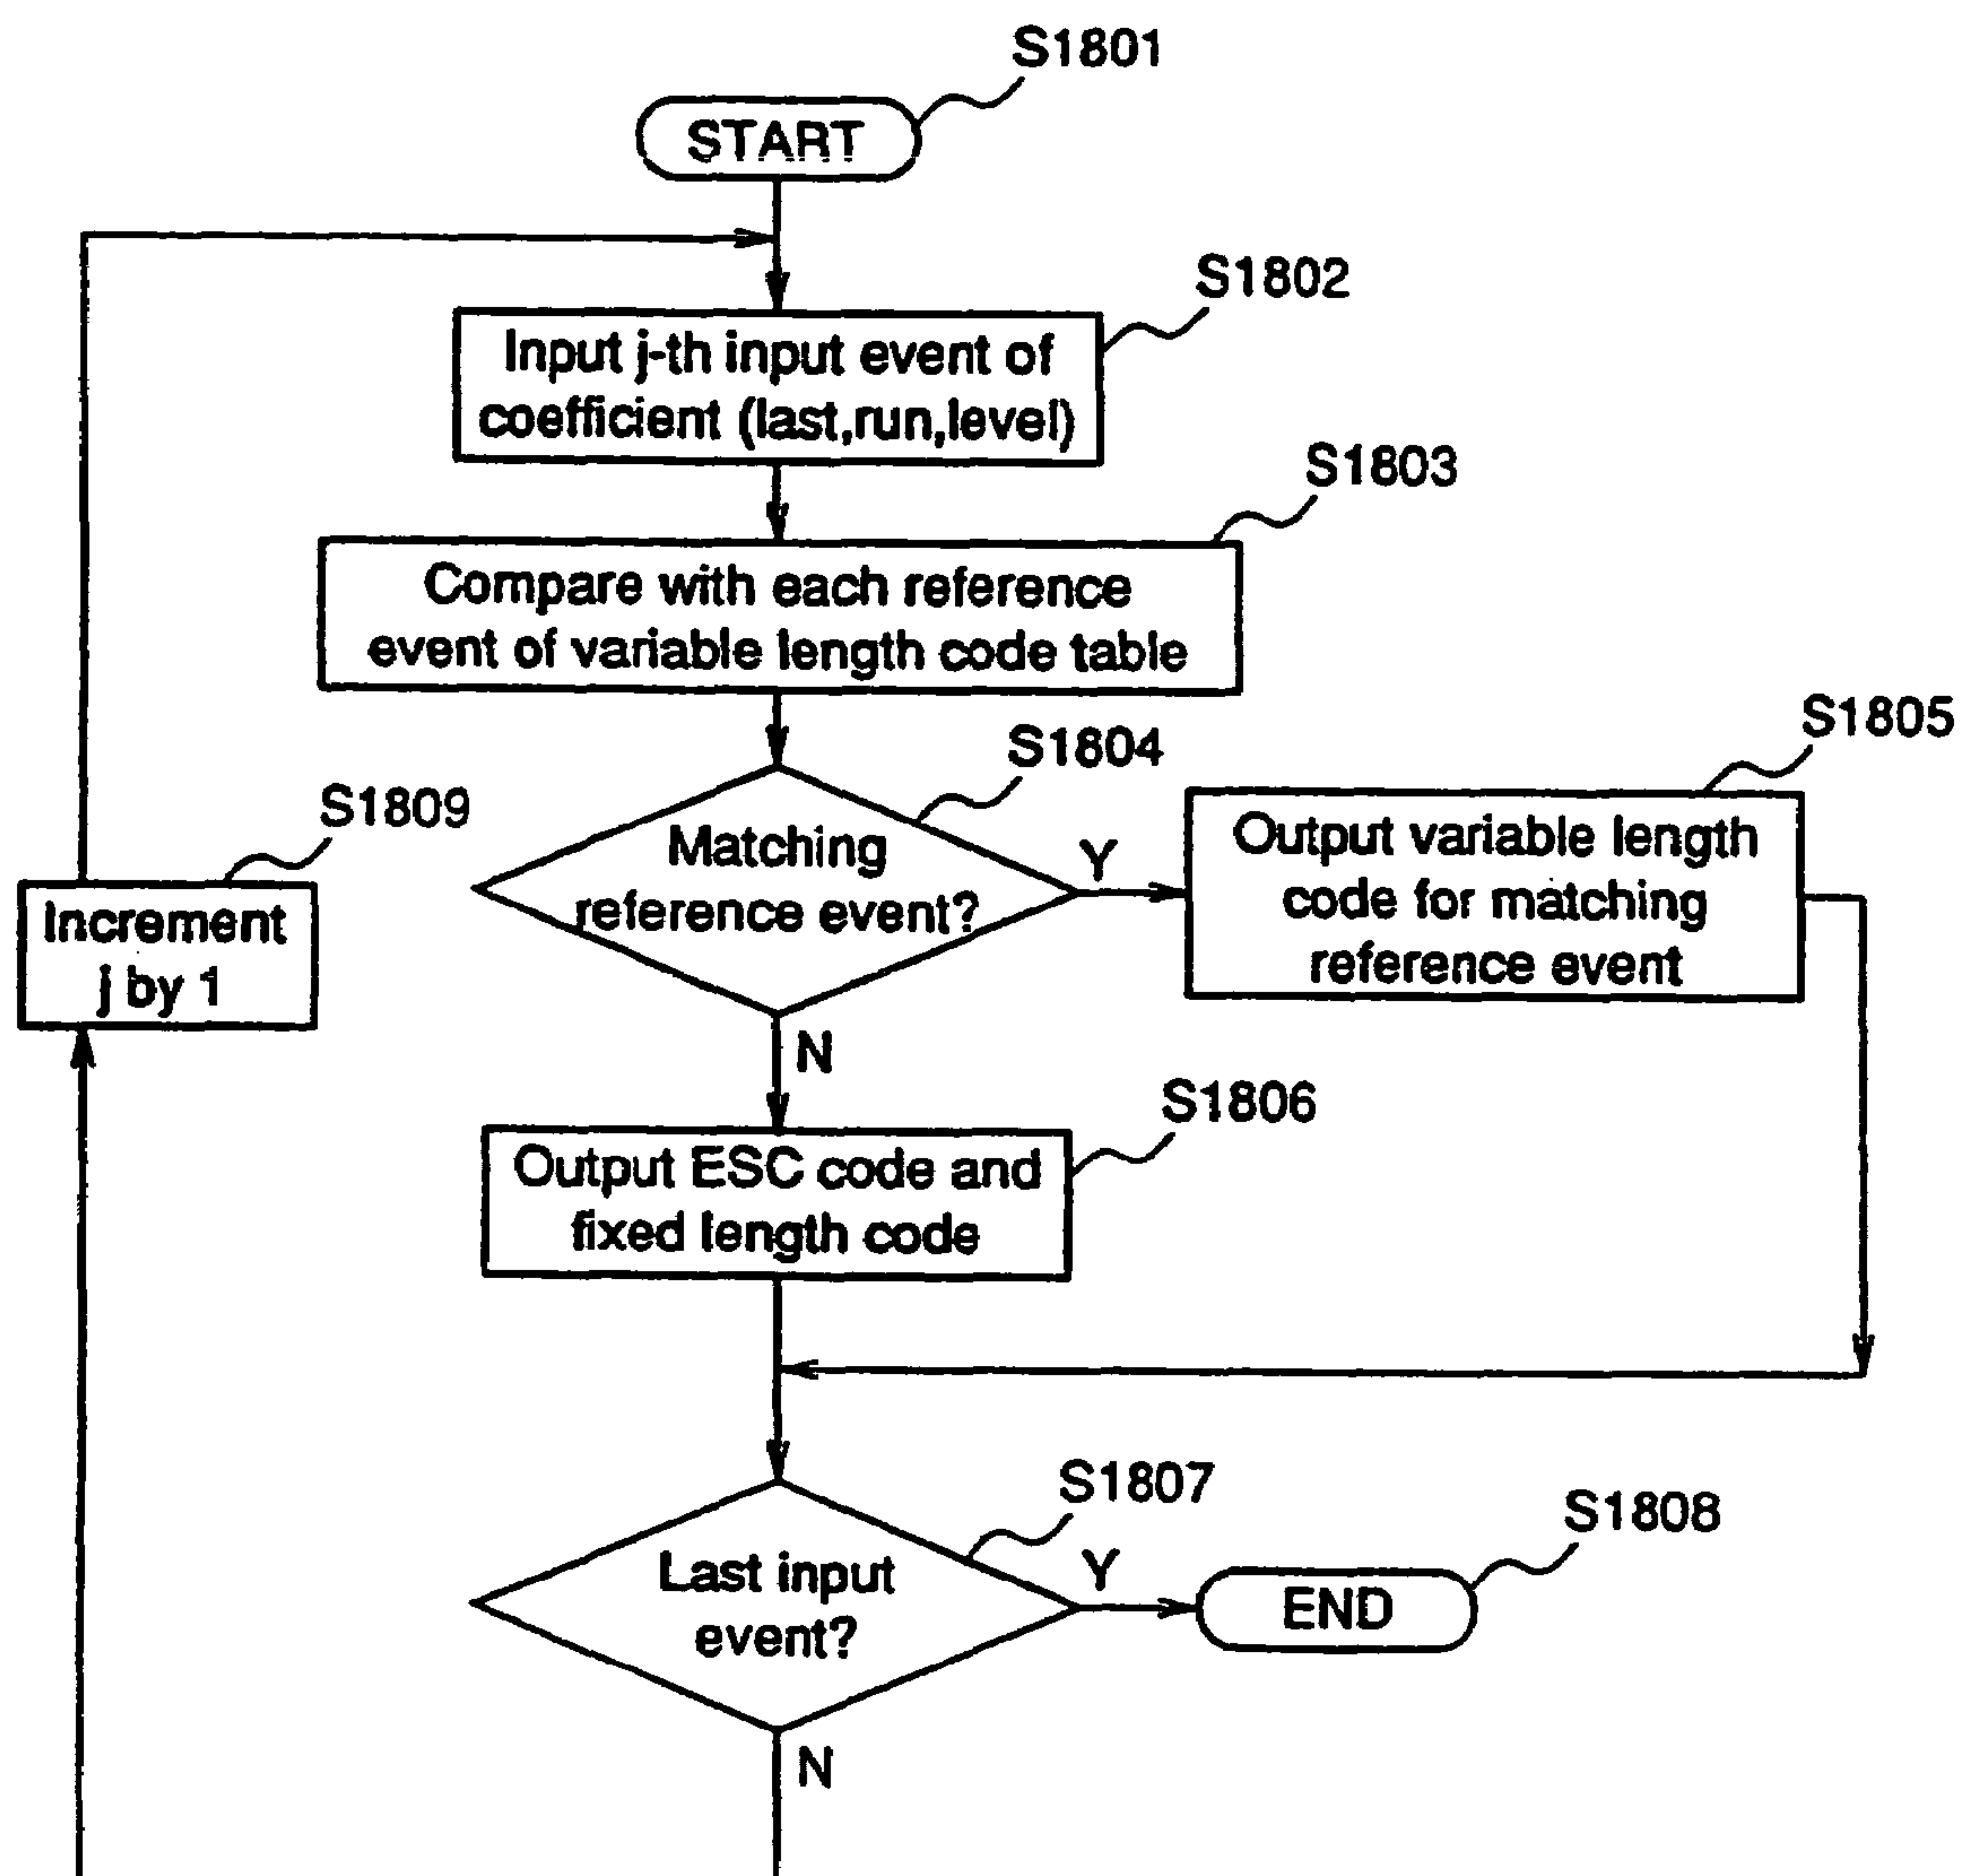 S1801
START
S1802
Input j-th input event of
coefficient (last,run,level)
S1803
Compare with each reference
event of variable length code table
S1804
Matching
reference event?
Y
N
S1805
Output variable length
code for matching
reference event
S1809
Increment
j by 1
S1806
Output ESC code and
fixed length code
S1807
Last input
event?
Y
N
S1808
END